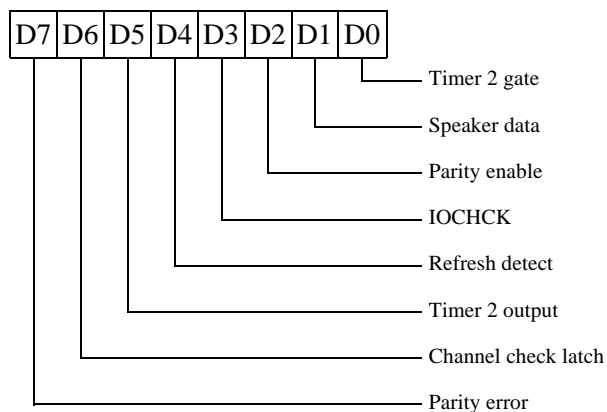 D7 D6 D5 D4 D3 D2 D1 D0
Timer 2 gate
Speaker data
Parity enable
IOCHCK
Refresh detect
Timer 2 output
Channel check latch
Parity error